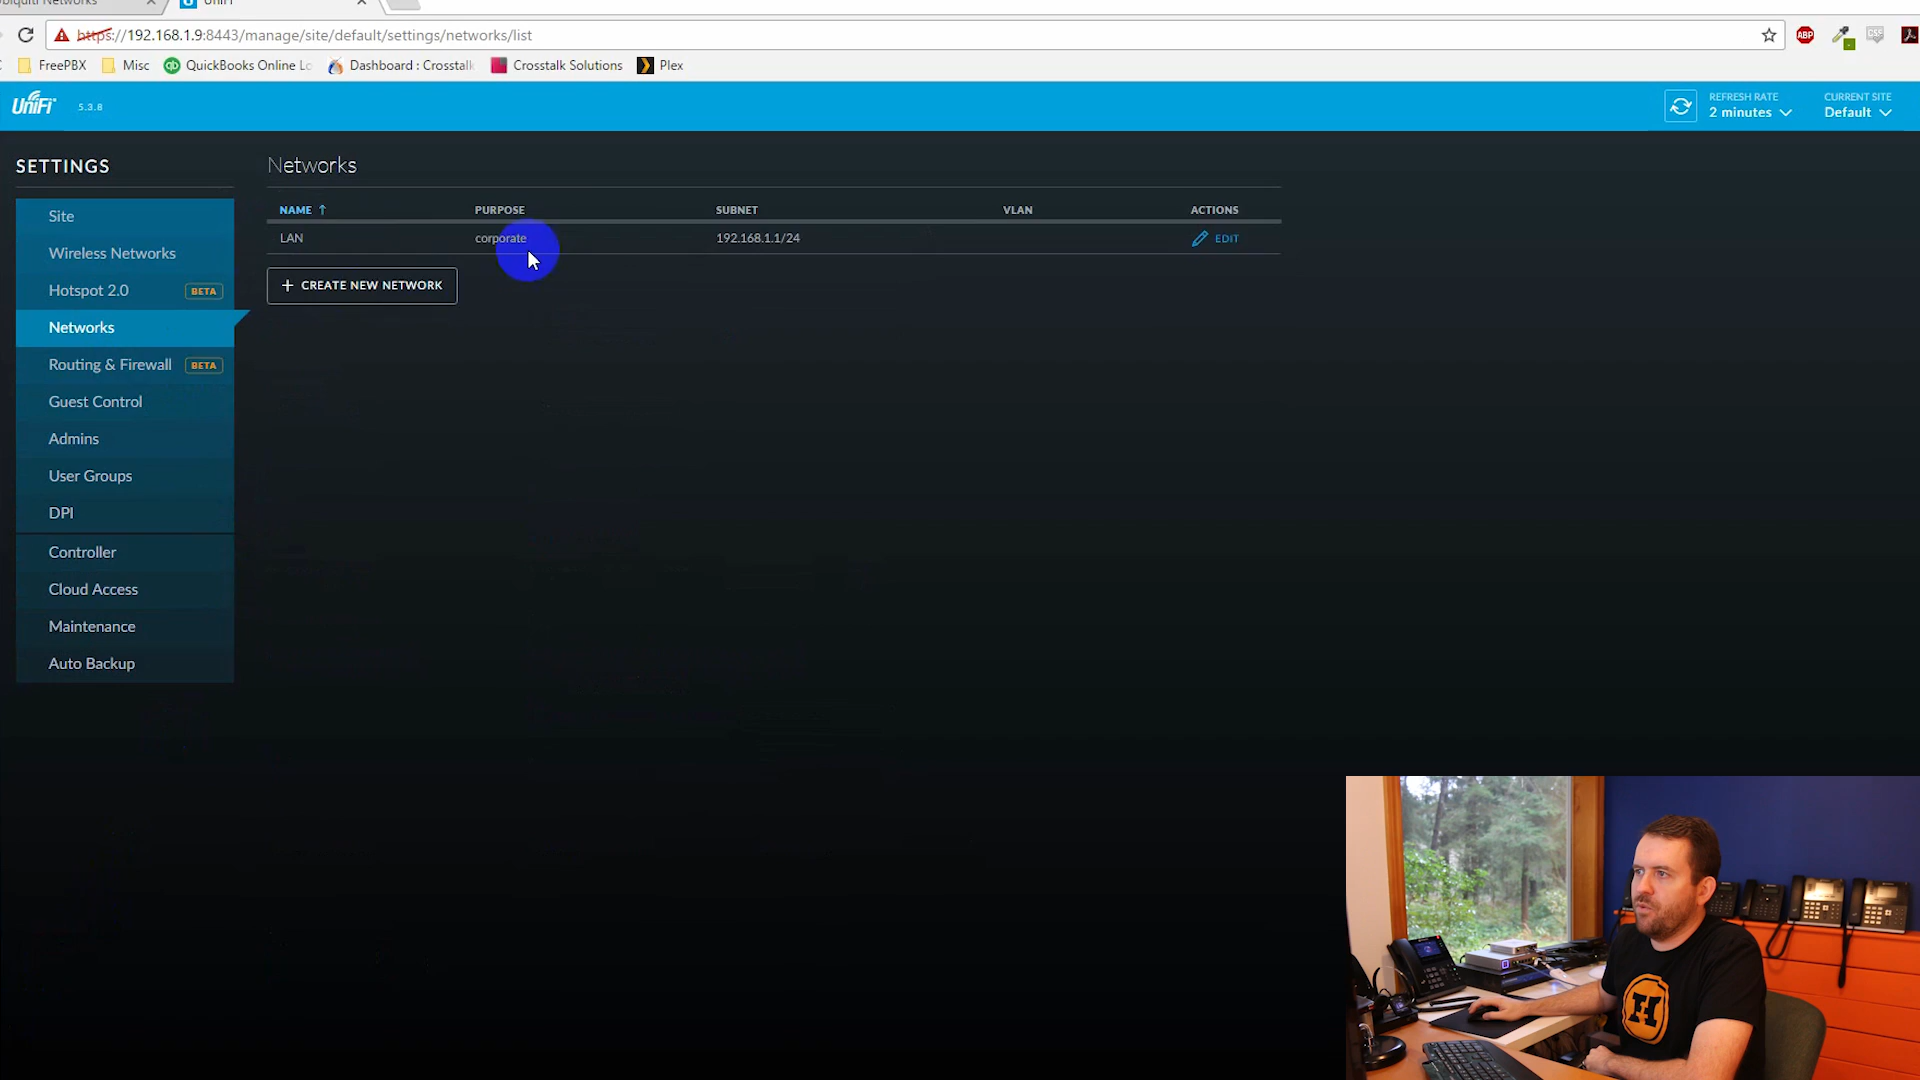 UniFi
https://192.168.1.9:8443/manage/site/default/settings/networks/list
ABP
FreePBX
Misc
QuickBooks Online Lo
Dashboard : Crosstalk
Crosstalk Solutions
Plex
UniFi
5.3.8
REFRESH RATE
2 minutes
CURRENT SITE
Default
SETTINGS
Site
Wireless Networks
Hotspot 2.0 BETA
Networks
Routing & Firewall BETA
Guest Control
Admins
User Groups
DPI
Controller
Cloud Access
Maintenance
Auto Backup
Networks
NAME PURPOSE SUBNET VLAN ACTIONS
LAN corporate 192.168.1.1/24 EDIT
+ CREATE NEW NETWORK
H